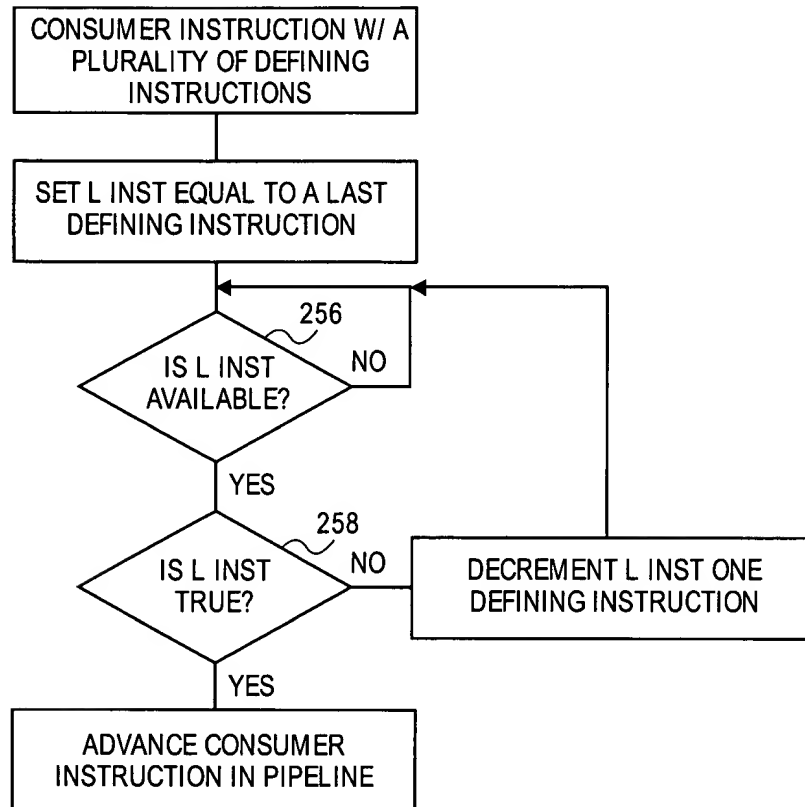 CONSUMER INSTRUCTION W/ A
PLURALITY OF DEFINING
INSTRUCTIONS
SET L INST EQUAL TO A LAST
DEFINING INSTRUCTION
256
IS L INST
AVAILABLE?
NO
YES
258
IS L INST
TRUE?
NO
DECREMENT L INST ONE
DEFINING INSTRUCTION
YES
ADVANCE CONSUMER
INSTRUCTION IN PIPELINE